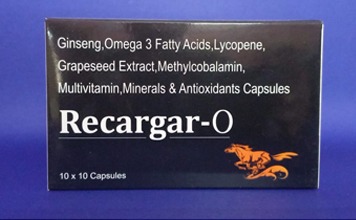 Ginseng,Omega 3 Fatty Acids,Lycopene,
Grapeseed Extract,Methylcobalamin,
Multivitamin,Minerals & Antioxidants Capsules
Recargar-O
10 x 10 Capsules